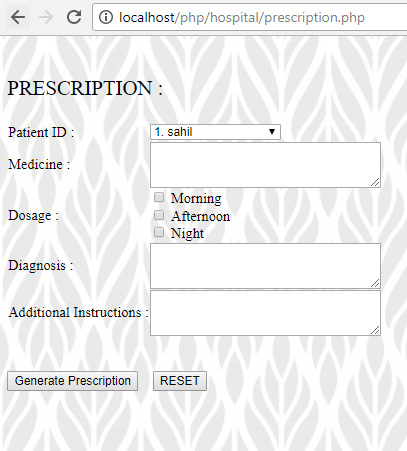 localhost/php/hospital/prescription.php
PRESCRIPTION :
Patient ID : 1. sahil
Medicine :
Morning
Dosage : Afternoon
Night
Diagnosis :
Additional Instructions :
Generate Prescription RESET